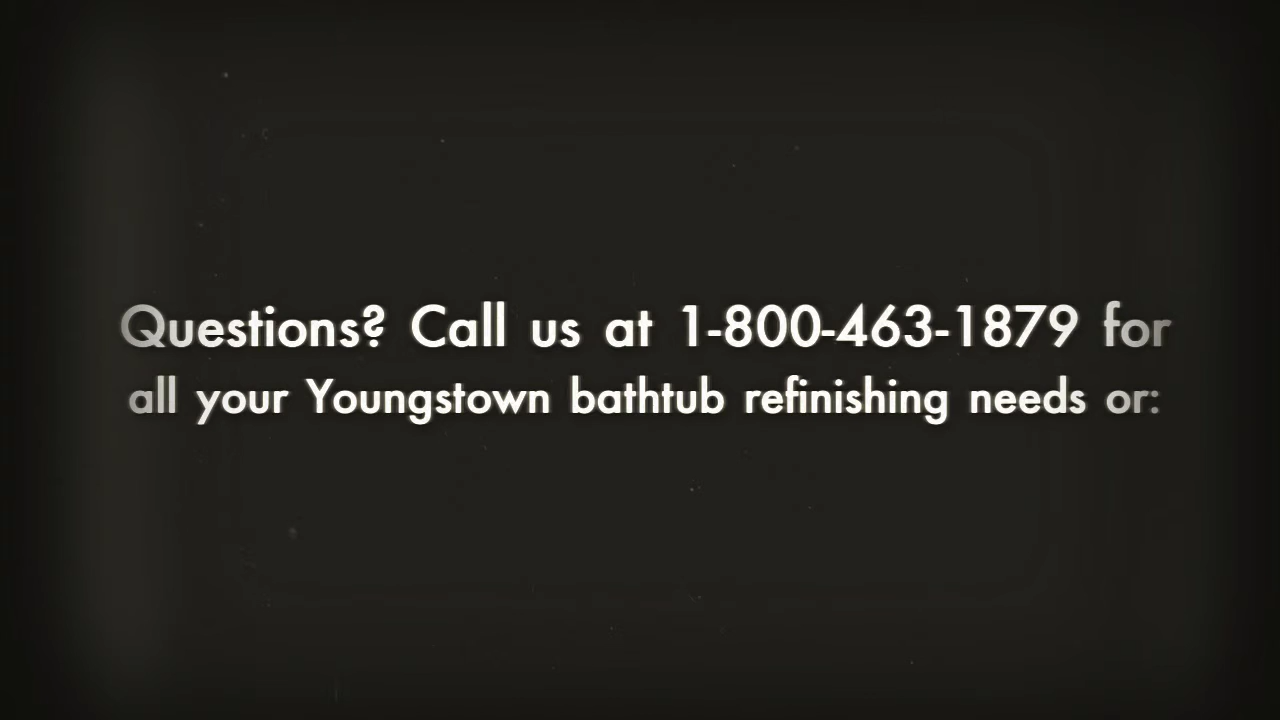 Questions? Call us at 1-800-463-1879 for
all your Youngstown bathtub refinishing needs or: